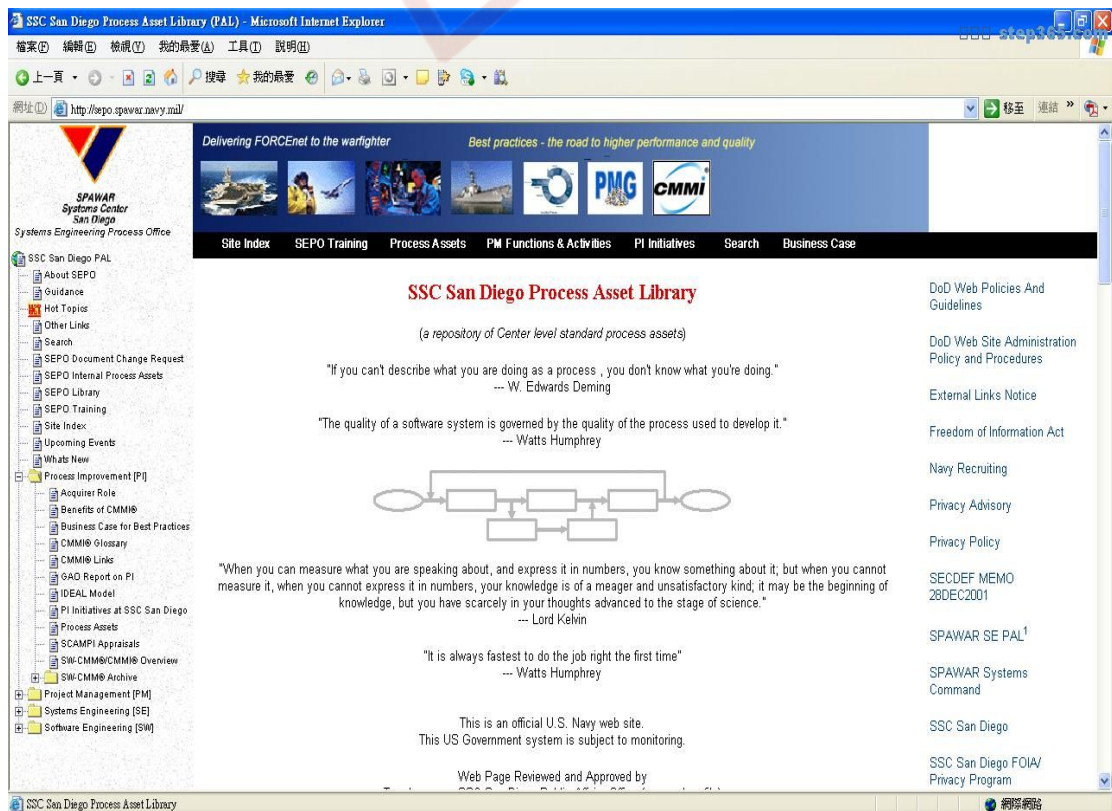 SSC San Diego Process Asset Library (PAL) - Microsoft Internet Explorer
step365.com
檔案(F) 編輯(E) 檢視(V) 我的最愛(A) 工具(T) 說明(H)
上一頁 搜尋 我的最愛
網址(D) http://sepo.spawar.navy.mil/ 移至 連結 »
SPAWAR
Systems Center
San Diego
Systems Engineering Process Office
SSC San Diego PAL
About SEPO
Guidance
Hot Topics
Other Links
Search
SEPO Document Change Request
SEPO Internal Process Assets
SEPO Library
SEPO Training
Site Index
Upcoming Events
Whats New
Process Improvement [PI]
Acquirer Role
Benefits of CMMI®
Business Case for Best Practices
CMMI® Glossary
CMMI® Links
GAO Report on PI
IDEAL Model
PI Initiatives at SSC San Diego
Process Assets
SCAMPI Appraisals
SW-CMM®/CMMI® Overview
SW-CMM® Archive
Project Management [PM]
Systems Engineering [SE]
Software Engineering [SW]
Delivering FORCEnet to the warfighter Best practices - the road to higher performance and quality
PMG CMMI
Site Index SEPO Training Process Assets PM Functions & Activities PI Initiatives Search Business Case
SSC San Diego Process Asset Library
(a repository of Center level standard process assets)
"If you can't describe what you are doing as a process , you don't know what you're doing."
--- W. Edwards Deming
"The quality of a software system is governed by the quality of the process used to develop it."
--- Watts Humphrey
"When you can measure what you are speaking about, and express it in numbers, you know something about it; but when you cannot
measure it, when you cannot express it in numbers, your knowledge is of a meager and unsatisfactory kind; it may be the beginning of
knowledge, but you have scarcely in your thoughts advanced to the stage of science."
--- Lord Kelvin
"It is always fastest to do the job right the first time"
--- Watts Humphrey
This is an official U.S. Navy web site.
This US Government system is subject to monitoring.
Web Page Reviewed and Approved by
DoD Web Policies And
Guidelines
DoD Web Site Administration
Policy and Procedures
External Links Notice
Freedom of Information Act
Navy Recruiting
Privacy Advisory
Privacy Policy
SECDEF MEMO
28DEC2001
SPAWAR SE PAL1
SPAWAR Systems
Command
SSC San Diego
SSC San Diego FOIA/
Privacy Program
SSC San Diego Process Asset Library 網際網路